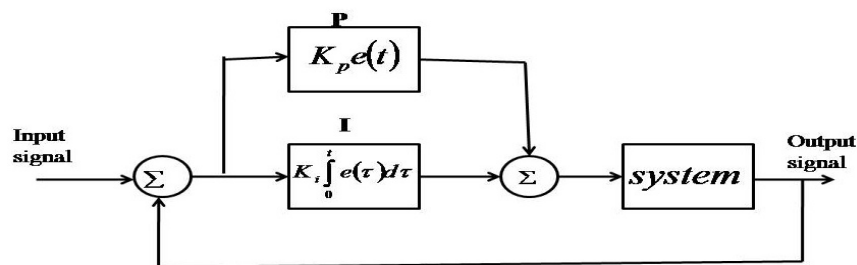 P
K_p e(t)
I
Input
signal
Σ
K_i ∫_0^t e(τ)dτ
Σ
system
Output
signal